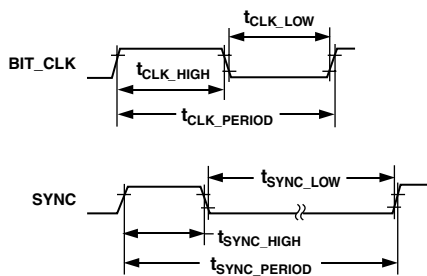 tCLK_LOW
BIT_CLK
tCLK_HIGH
tCLK_PERIOD
tSYNC_LOW
SYNC
tSYNC_HIGH
tSYNC_PERIOD